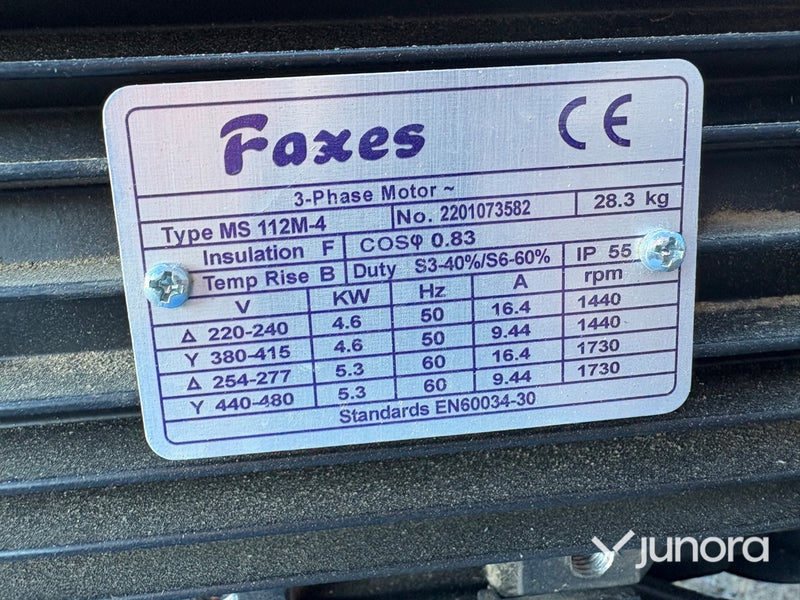 Faxes CE
3-Phase Motor ~
Type MS 112M-4 No. 2201073582 28.3 kg
Insulation F COSφ 0.83
Temp Rise B Duty S3-40%/S6-60% IP 55
V KW Hz A rpm
Δ 220-240 4.6 50 16.4 1440
Y 380-415 4.6 50 9.44 1440
Δ 254-277 5.3 60 16.4 1730
Y 440-480 5.3 60 9.44 1730
Standards EN60034-30
junora